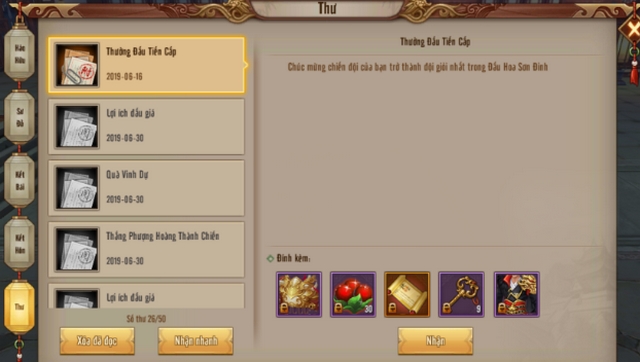 Thư
Hảo
Hữu
Sư
Đồ
Kết
Bái
Kết
Hôn
Thư
Thưởng Đấu Tiền Cấp
2019-06-16
Lợi ích đấu giá
2019-06-30
Quà Vinh Dự
2019-06-30
Thắng Phượng Hoàng Thành Chiến
2019-06-30
Lợi ích đấu giá
Số thư 26/50
Xóa đã đọc
Nhận nhanh
Thưởng Đấu Tiền Cấp
Chúc mừng chiến đội của bạn trở thành đội giỏi nhất trong Đấu Hoa Sơn Đỉnh
Đính kèm:
30
9
Nhận